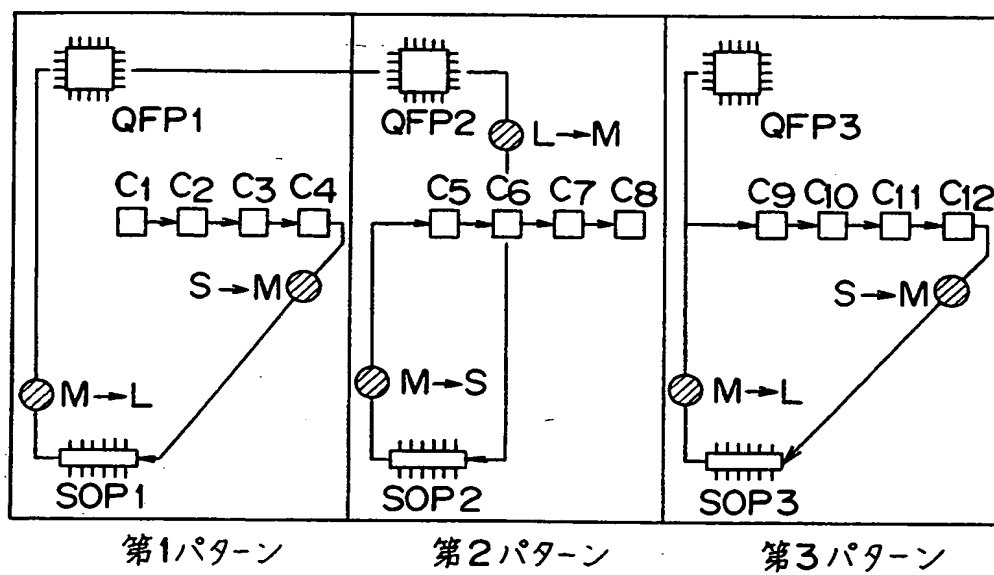 QFP1 QFP2 QFP3
L→M
C1 C2 C3 C4 C5 C6 C7 C8 C9 C10 C11 C12
S→M S→M
M→L M→S M→L
SOP1 SOP2 SOP3
第1パターン 第2パターン 第3パターン